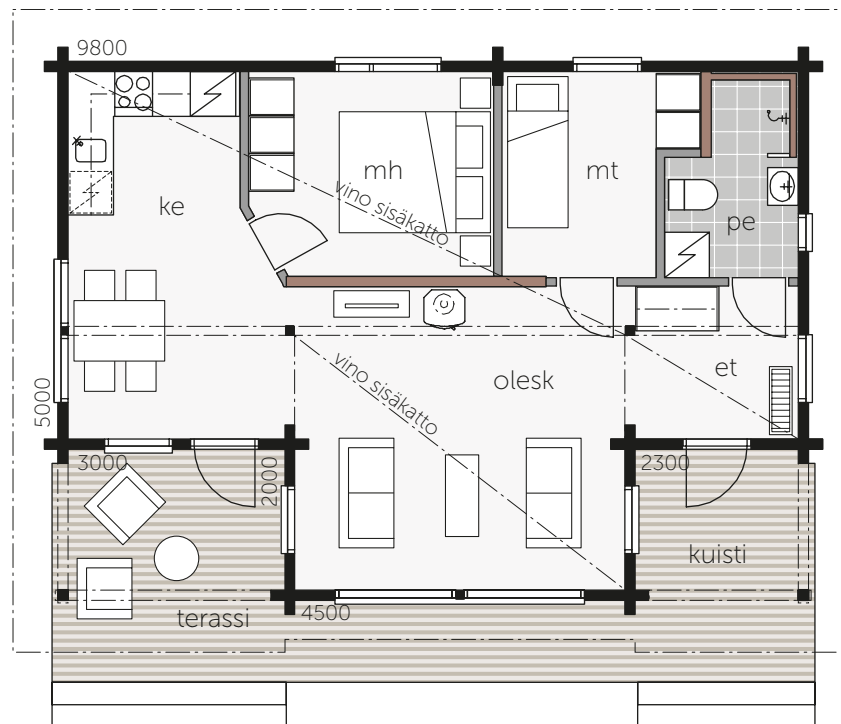 9800
mh
vino sisäkatto
mt
ke
pe
5000
vino sisäkatto
olesk
et
3000
2000
2300
kuisti
terassi
4500